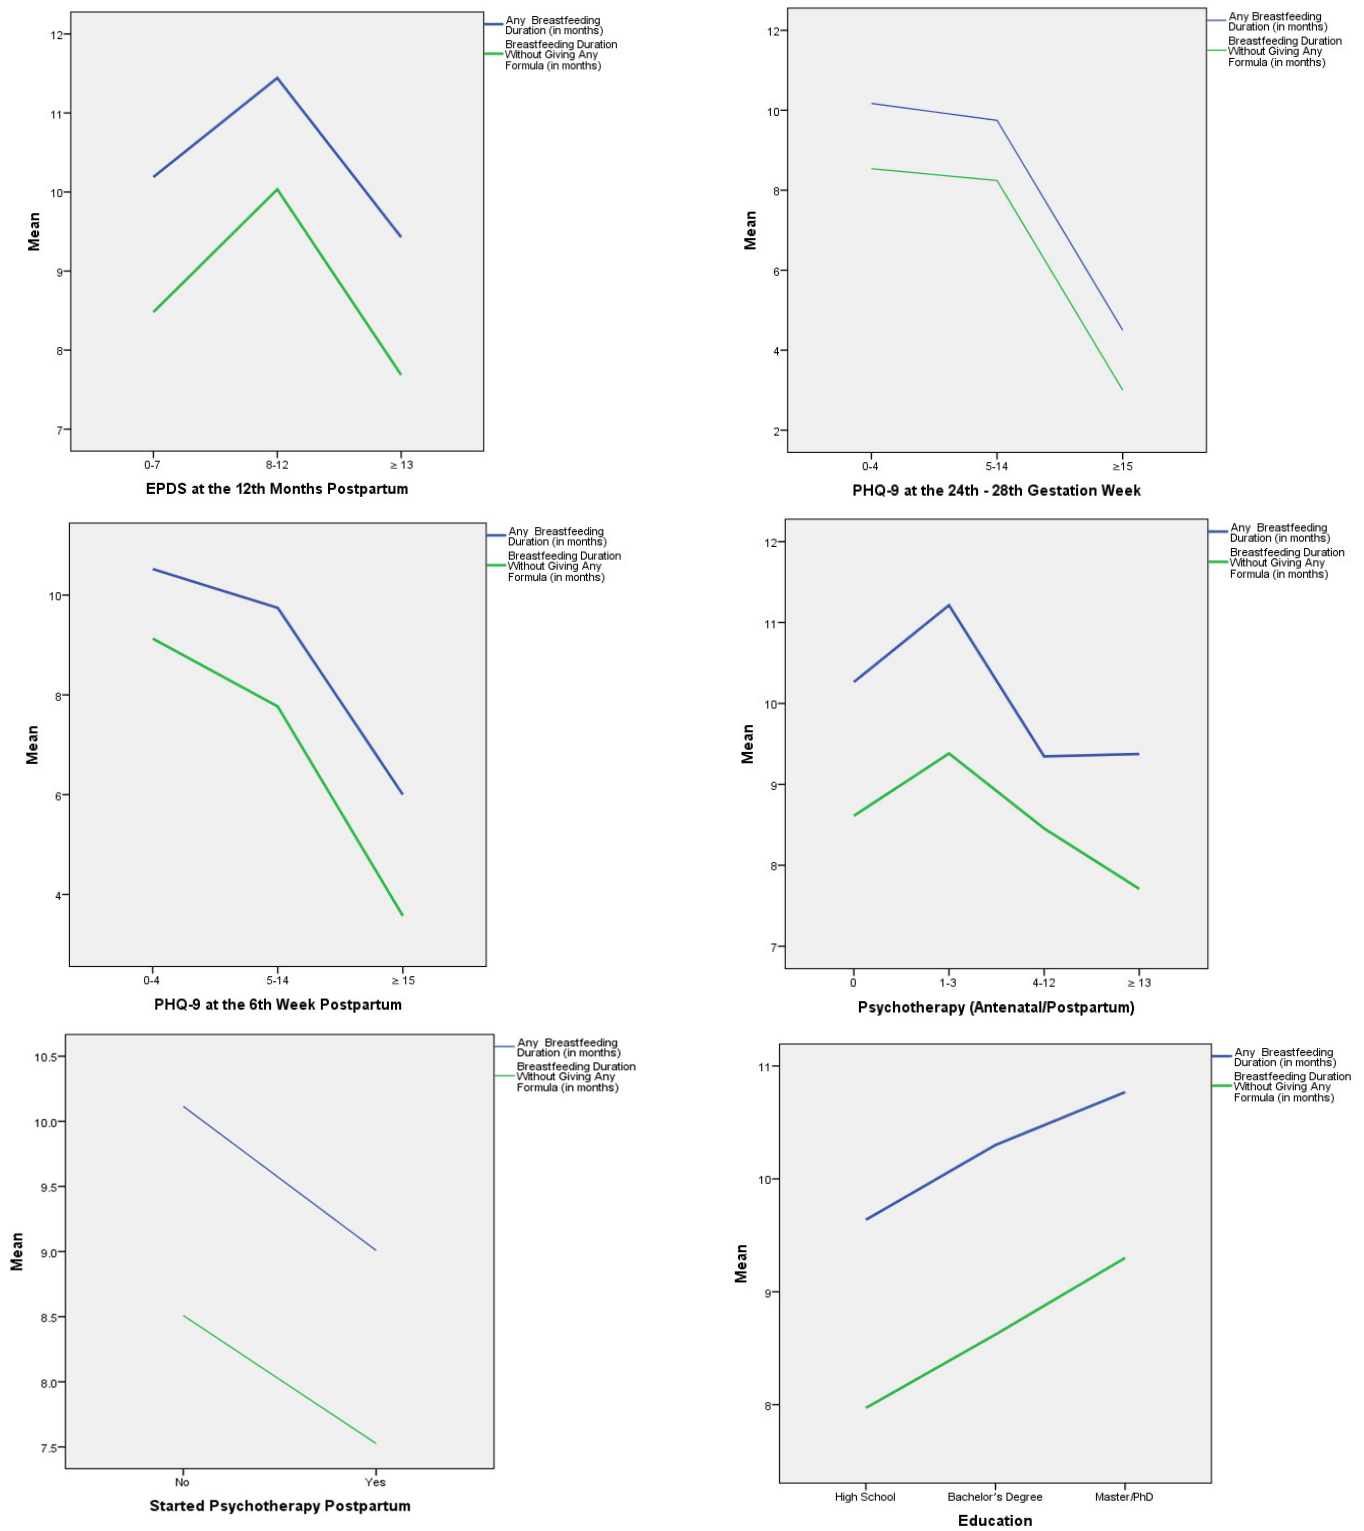 Any Breastfeeding
Duration (in months)
Breastfeeding Duration
Without Giving Any
Formula (in months)
12
11
10
9
8
7
Mean
0-7
8-12
≥ 13
EPDS at the 12th Months Postpartum
Any Breastfeeding
Duration (in months)
Breastfeeding Duration
Without Giving Any
Formula (in months)
12
10
8
6
4
2
Mean
0-4
5-14
≥15
PHQ-9 at the 24th - 28th Gestation Week
Any Breastfeeding
Duration (in months)
Breastfeeding Duration
Without Giving Any
Formula (in months)
10
8
6
4
Mean
0-4
5-14
≥ 15
PHQ-9 at the 6th Week Postpartum
Any Breastfeeding
Duration (in months)
Breastfeeding Duration
Without Giving Any
Formula (in months)
12
11
10
9
8
7
Mean
0
1-3
4-12
≥ 13
Psychotherapy (Antenatal/Postpartum)
Any Breastfeeding
Duration (in months)
Breastfeeding Duration
Without Giving Any
Formula (in months)
10.5
10.0
9.5
9.0
8.5
8.0
7.5
Mean
No
Yes
Started Psychotherapy Postpartum
Any Breastfeeding
Duration (in months)
Breastfeeding Duration
Without Giving Any
Formula (in months)
11
10
9
8
Mean
High School
Bachelor's Degree
Master/PhD
Education